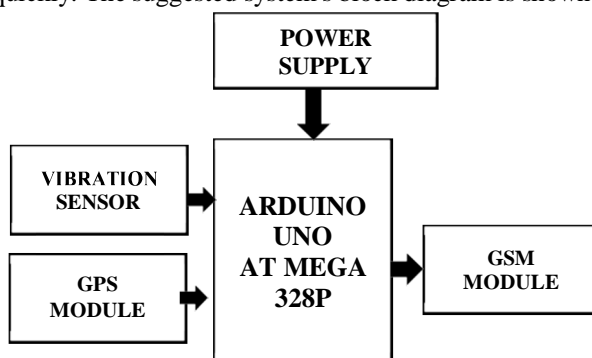 quickly. The suggested system's block diagram is shown
POWER
SUPPLY
VIBRATION
SENSOR
ARDUINO
UNO
AT MEGA
328P
GSM
MODULE
GPS
MODULE